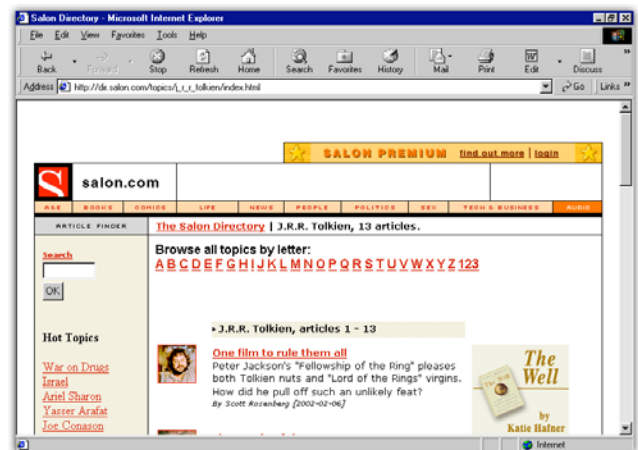 Salon Directory - Microsoft Internet Explorer
File Edit View Favorites Tools Help
Back Forward Stop Refresh Home Search Favorites History Mail Print Edit Discuss
Address http://dir.salon.com/topics/j_r_r_tolkien/index.html Go Links »
SALON PREMIUM find out more | login
S salon.com
A&E BOOKS COMICS LIFE NEWS PEOPLE POLITICS SEX TECH & BUSINESS AUDIO
ARTICLE FINDER The Salon Directory | J.R.R. Tolkien, 13 articles.
Search
OK
Browse all topics by letter:
A B C D E F G H I J K L M N O P Q R S T U V W X Y Z 123
Hot Topics
War on Drugs
Israel
Ariel Sharon
Yasser Arafat
Joe Conason
J.R.R. Tolkien, articles 1 - 13
One film to rule them all
Peter Jackson's "Fellowship of the Ring" pleases
both Tolkien nuts and "Lord of the Rings" virgins.
How did he pull off such an unlikely feat?
By Scott Rozenberg [2002-02-06]
The
Well
by
Katie Hafner
Internet